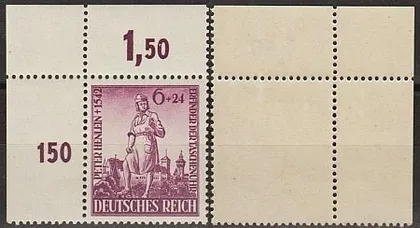 1,50
150
PETER HENLEIN + 1542
6+24
ERFINDER DER TASCHENUHR
DEUTSCHES REICH